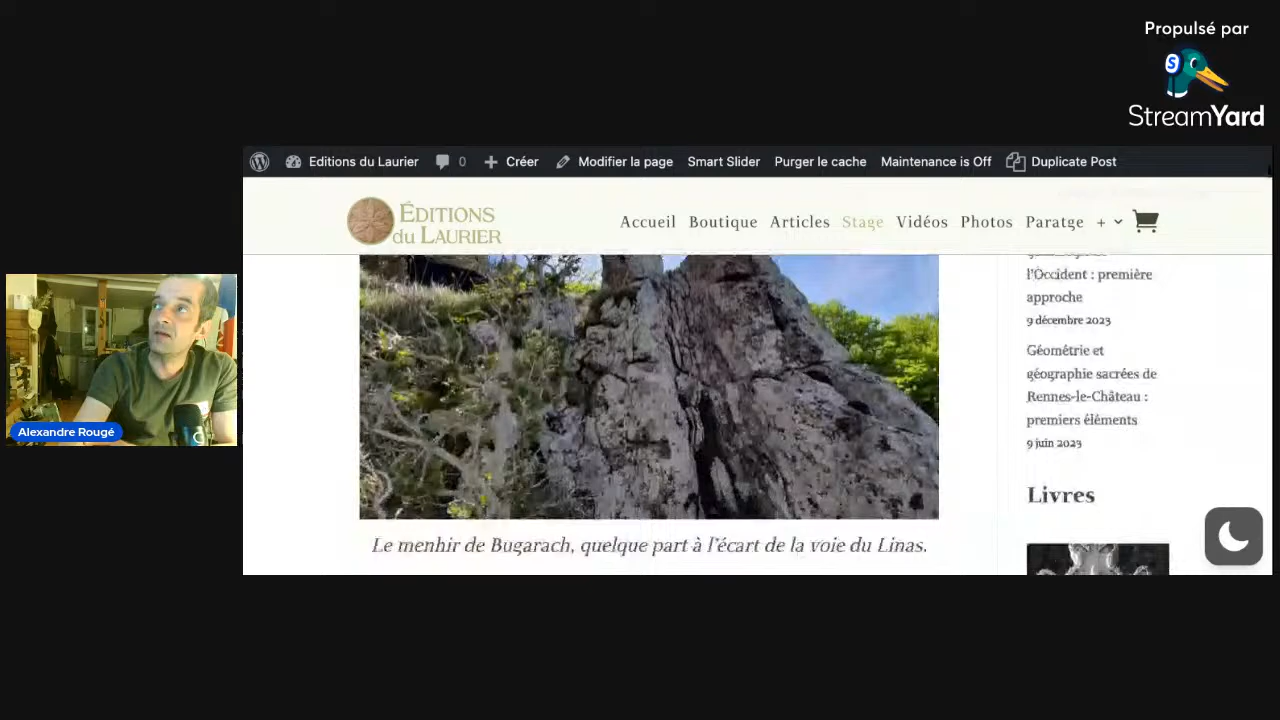 Propulsé par
StreamYard
Editions du Laurier 0 Créer Modifier la page Smart Slider Purger le cache Maintenance is Off Duplicate Post
ÉDITIONS
du LAURIER
Accueil Boutique Articles Stage Vidéos Photos Paratge +
l'Occident : première
approche
9 décembre 2023
Géométrie et
géographie sacrées de
Rennes-le-Château :
premiers éléments
9 juin 2023
Livres
Alexandre Rougé
Le menhir de Bugarach, quelque part à l'écart de la voie du Linas.